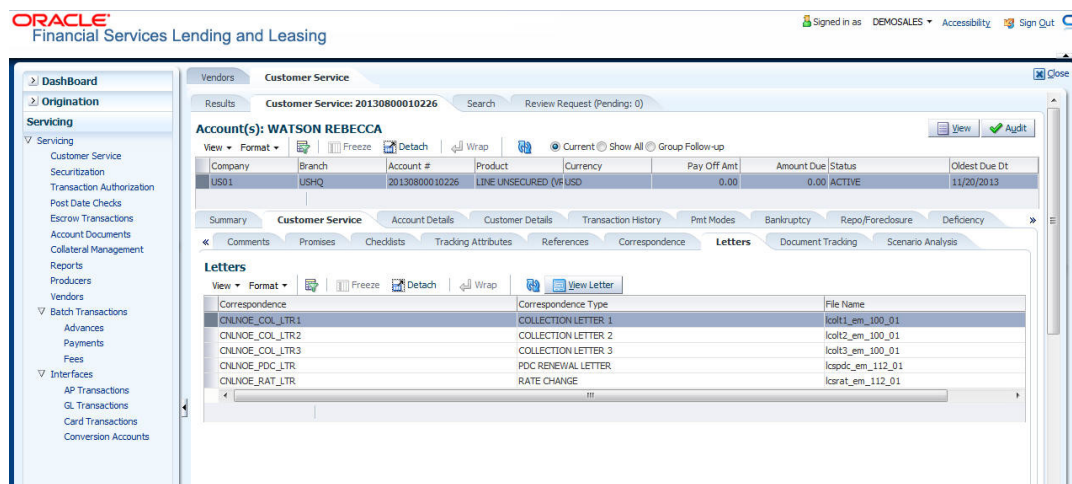 ORACLE
Financial Services Lending and Leasing
Signed in as DEMOSALES Accessibility Sign Out
Close
DashBoard
Origination
Servicing
Servicing
Customer Service
Securitization
Transaction Authorization
Post Date Checks
Escrow Transactions
Account Documents
Collateral Management
Reports
Producers
Vendors
Batch Transactions
Advances
Payments
Fees
Interfaces
AP Transactions
GL Transactions
Card Transactions
Conversion Accounts
Vendors Customer Service
Results Customer Service: 20130800010226 Search Review Request (Pending: 0)
Account(s): WATSON REBECCA
View Audit
View Format Freeze Detach Wrap Current Show All Group Follow-up
Company Branch Account # Product Currency Pay Off Amt Amount Due Status Oldest Due Dt
US01 USHQ 20130800010226 LINE UNSECURED (VR USD 0.00 0.00 ACTIVE 11/20/2013
Summary Customer Service Account Details Customer Details Transaction History Pmt Modes Bankruptcy Repo/Foreclosure Deficiency »
« Comments Promises Checklists Tracking Attributes References Correspondence Letters Document Tracking Scenario Analysis
Letters
View Format Freeze Detach Wrap View Letter
Correspondence Correspondence Type File Name
CNLNOE_COL_LTR1 COLLECTION LETTER 1 lcolt1_em_100_01
CNLNOE_COL_LTR2 COLLECTION LETTER 2 lcolt2_em_100_01
CNLNOE_COL_LTR3 COLLECTION LETTER 3 lcolt3_em_100_01
CNLNOE_PDC_LTR PDC RENEWAL LETTER lcspdc_em_112_01
CNLNOE_RAT_LTR RATE CHANGE lcsrat_em_112_01